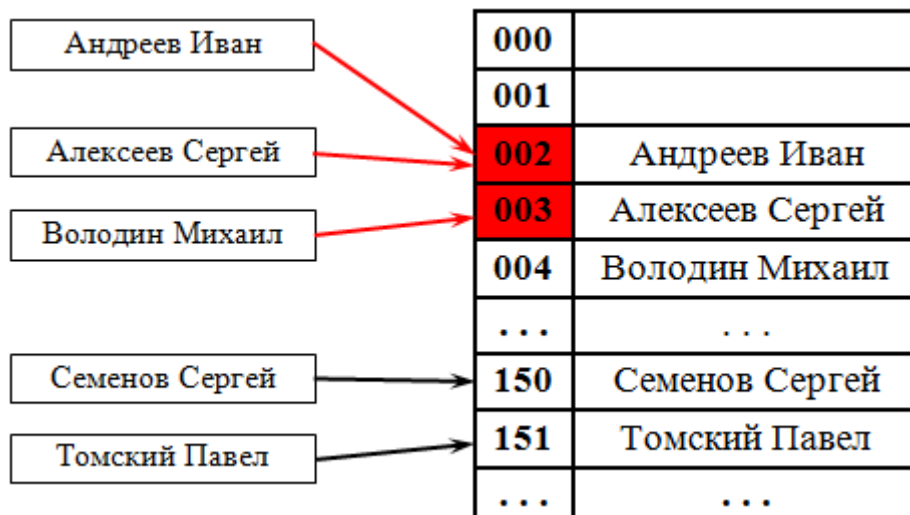 Андреев Иван
Алексеев Сергей
Володин Михаил
Семенов Сергей
Томский Павел
000
001
002 Андреев Иван
003 Алексеев Сергей
004 Володин Михаил
... ...
150 Семенов Сергей
151 Томский Павел
... ...